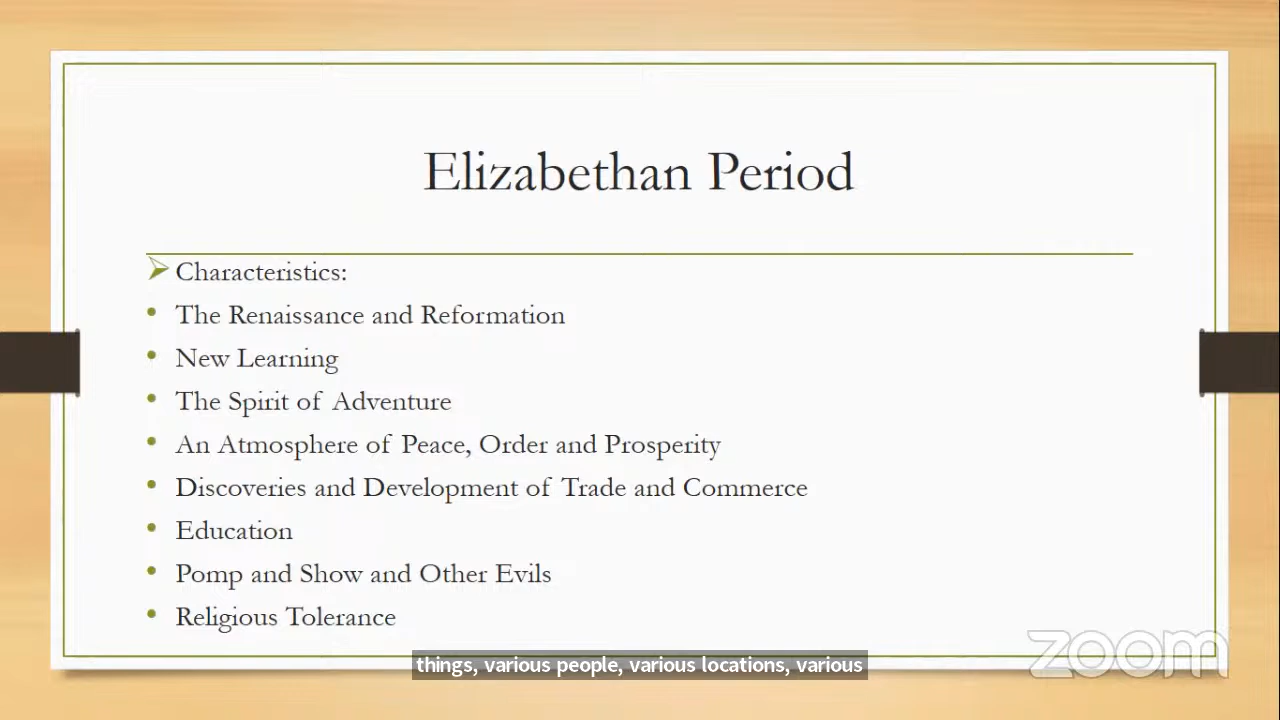 Elizabethan Period
Characteristics:
The Renaissance and Reformation
New Learning
The Spirit of Adventure
An Atmosphere of Peace, Order and Prosperity
Discoveries and Development of Trade and Commerce
Education
Pomp and Show and Other Evils
Religious Tolerance
zoom
things, various people, various locations, various